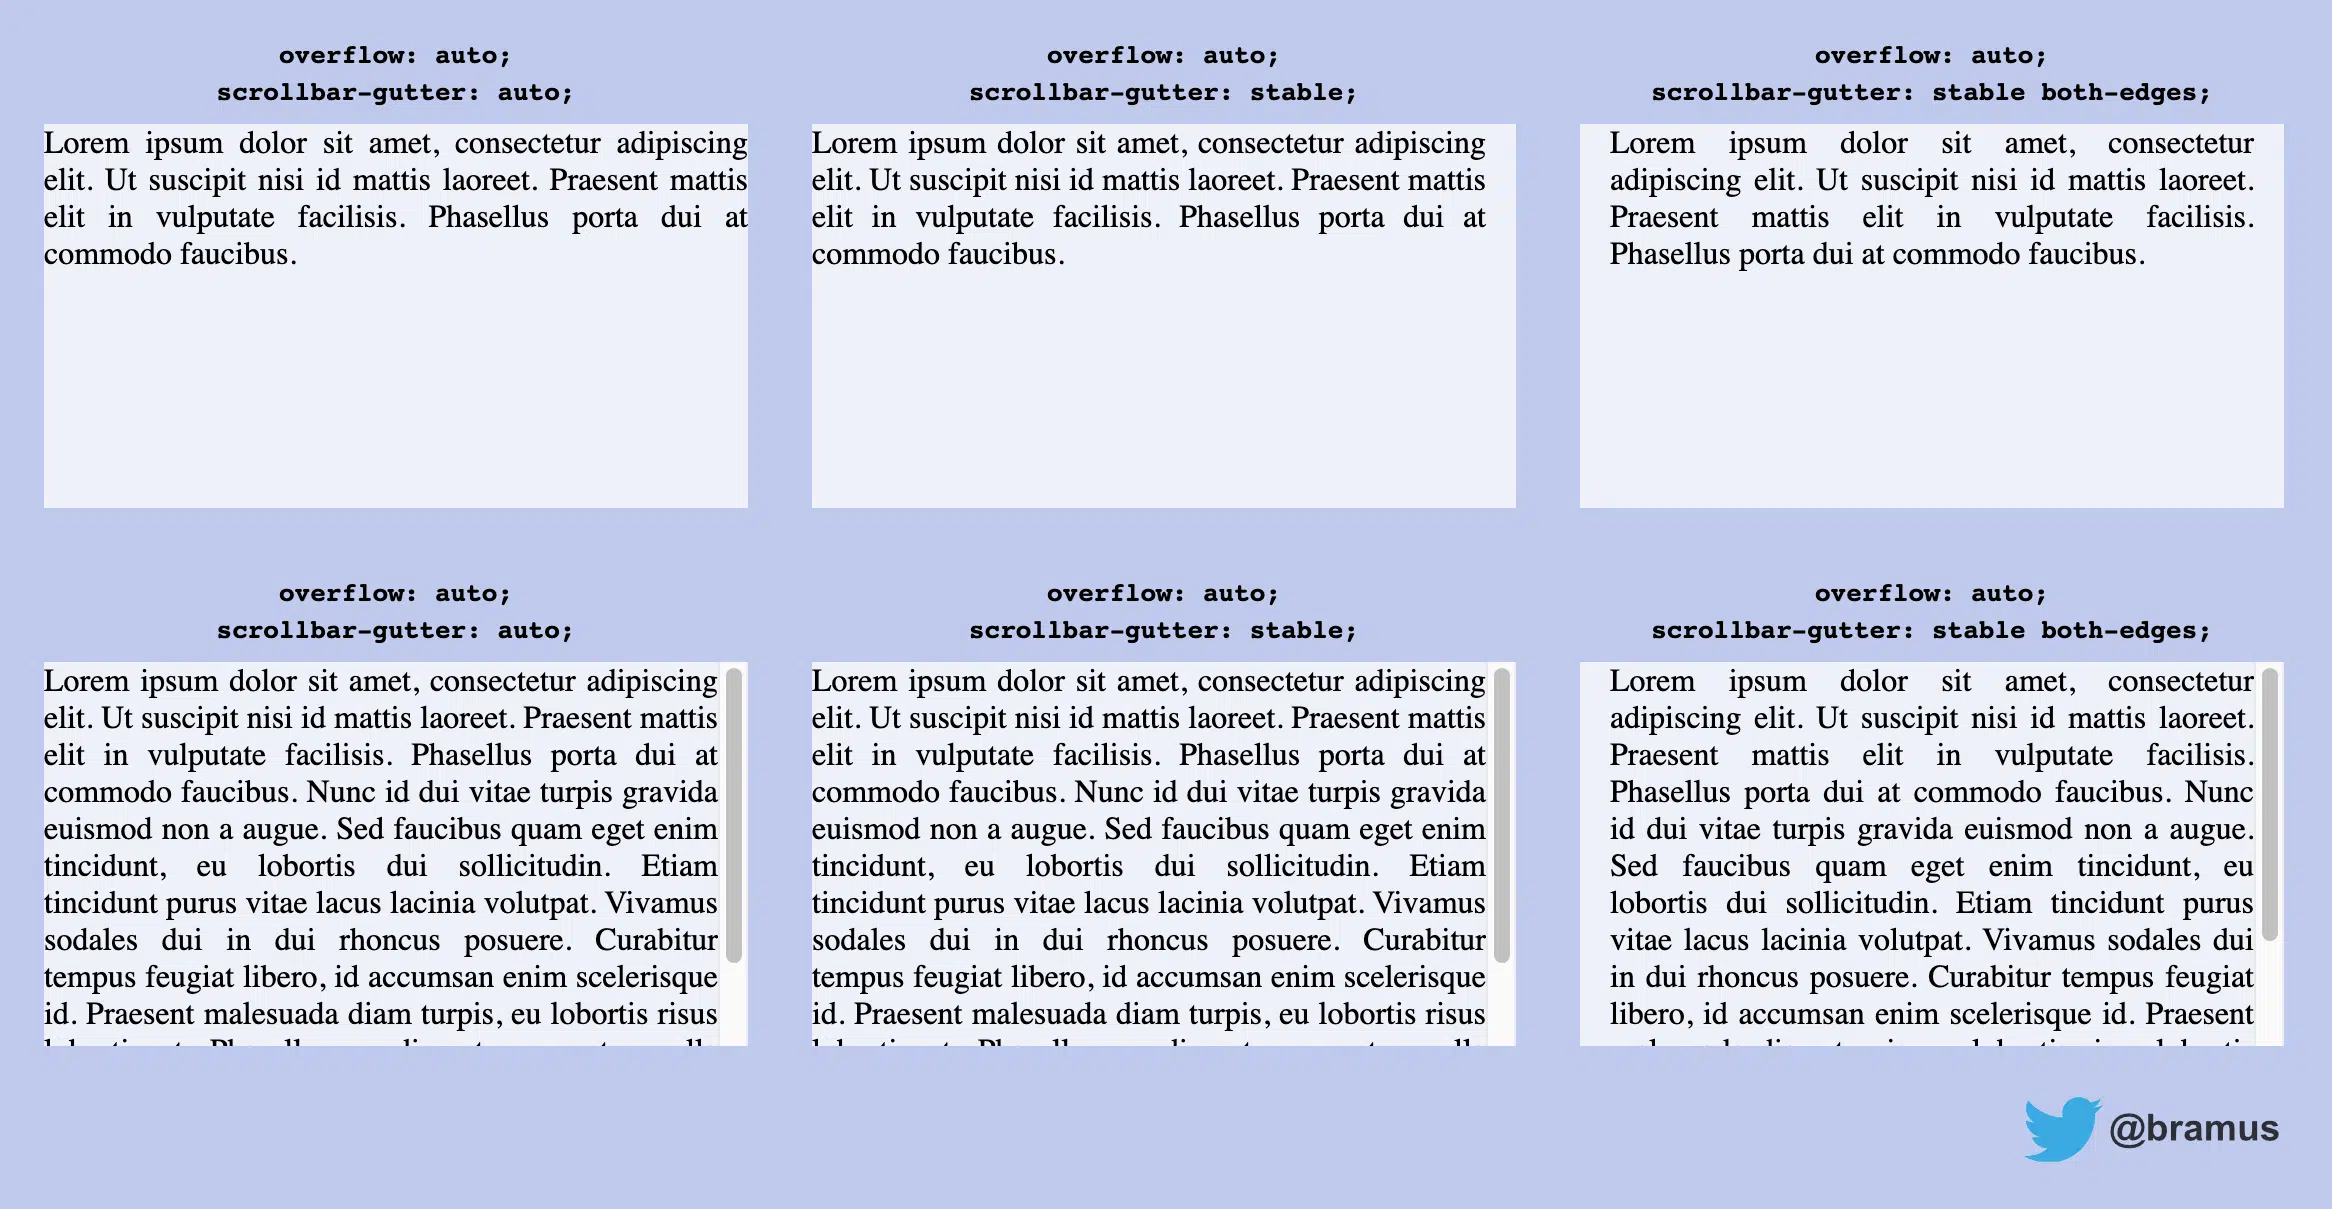 overflow: auto;
scrollbar-gutter: auto;
Lorem ipsum dolor sit amet, consectetur adipiscing
elit. Ut suscipit nisi id mattis laoreet. Praesent mattis
elit in vulputate facilisis. Phasellus porta dui at
commodo faucibus.
overflow: auto;
scrollbar-gutter: stable;
Lorem ipsum dolor sit amet, consectetur adipiscing
elit. Ut suscipit nisi id mattis laoreet. Praesent mattis
elit in vulputate facilisis. Phasellus porta dui at
commodo faucibus.
overflow: auto;
scrollbar-gutter: stable both-edges;
Lorem ipsum dolor sit amet, consectetur
adipiscing elit. Ut suscipit nisi id mattis laoreet.
Praesent mattis elit in vulputate facilisis.
Phasellus porta dui at commodo faucibus.
overflow: auto;
scrollbar-gutter: auto;
Lorem ipsum dolor sit amet, consectetur adipiscing
elit. Ut suscipit nisi id mattis laoreet. Praesent mattis
elit in vulputate facilisis. Phasellus porta dui at
commodo faucibus. Nunc id dui vitae turpis gravida
euismod non a augue. Sed faucibus quam eget enim
tincidunt, eu lobortis dui sollicitudin. Etiam
tincidunt purus vitae lacus lacinia volutpat. Vivamus
sodales dui in dui rhoncus posuere. Curabitur
tempus feugiat libero, id accumsan enim scelerisque
id. Praesent malesuada diam turpis, eu lobortis risus
overflow: auto;
scrollbar-gutter: stable;
Lorem ipsum dolor sit amet, consectetur adipiscing
elit. Ut suscipit nisi id mattis laoreet. Praesent mattis
elit in vulputate facilisis. Phasellus porta dui at
commodo faucibus. Nunc id dui vitae turpis gravida
euismod non a augue. Sed faucibus quam eget enim
tincidunt, eu lobortis dui sollicitudin. Etiam
tincidunt purus vitae lacus lacinia volutpat. Vivamus
sodales dui in dui rhoncus posuere. Curabitur
tempus feugiat libero, id accumsan enim scelerisque
id. Praesent malesuada diam turpis, eu lobortis risus
overflow: auto;
scrollbar-gutter: stable both-edges;
Lorem ipsum dolor sit amet, consectetur
adipiscing elit. Ut suscipit nisi id mattis laoreet.
Praesent mattis elit in vulputate facilisis.
Phasellus porta dui at commodo faucibus. Nunc
id dui vitae turpis gravida euismod non a augue.
Sed faucibus quam eget enim tincidunt, eu
lobortis dui sollicitudin. Etiam tincidunt purus
vitae lacus lacinia volutpat. Vivamus sodales dui
in dui rhoncus posuere. Curabitur tempus feugiat
libero, id accumsan enim scelerisque id. Praesent
@bramus